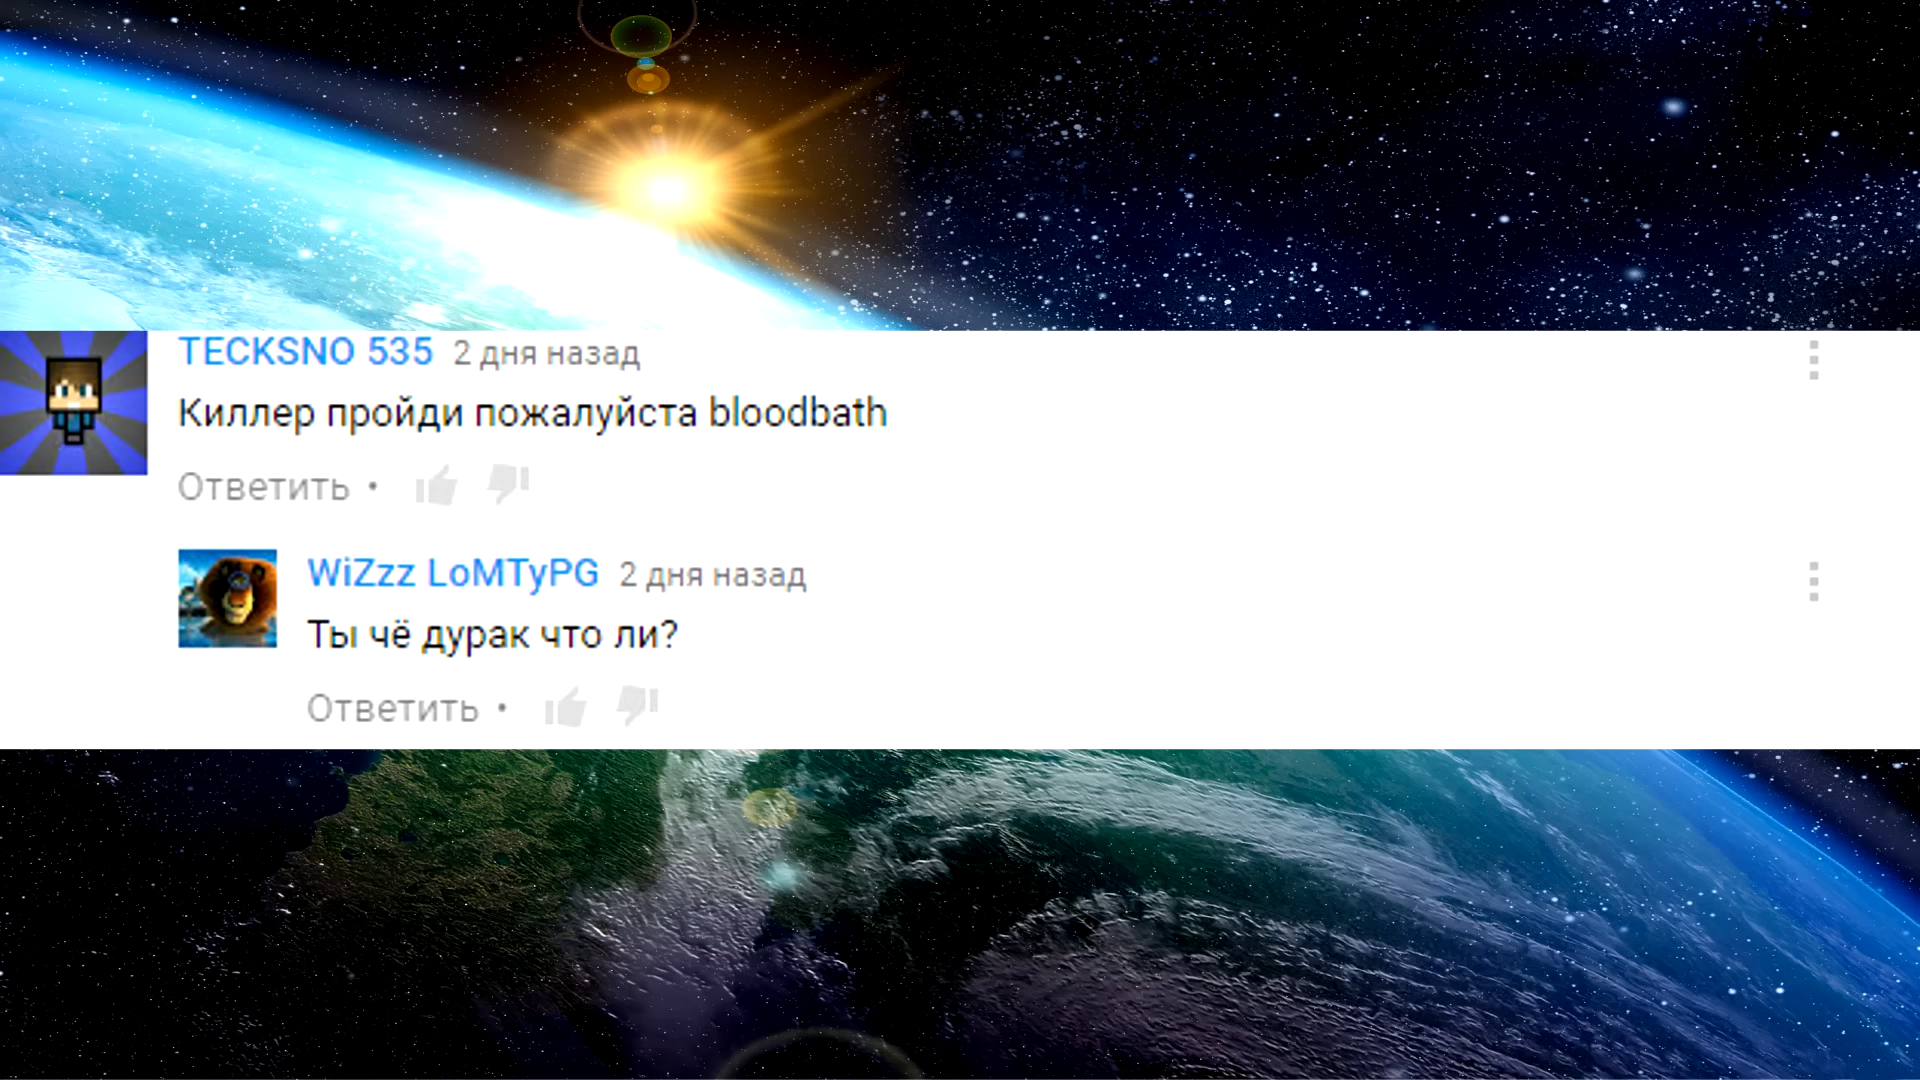 TECKSNO 535 2 дня назад
Киллер пройди пожалуйста bloodbath
Ответить •
WiZzz LoMTyPG 2 дня назад
Ты чё дурак что ли?
Ответить •